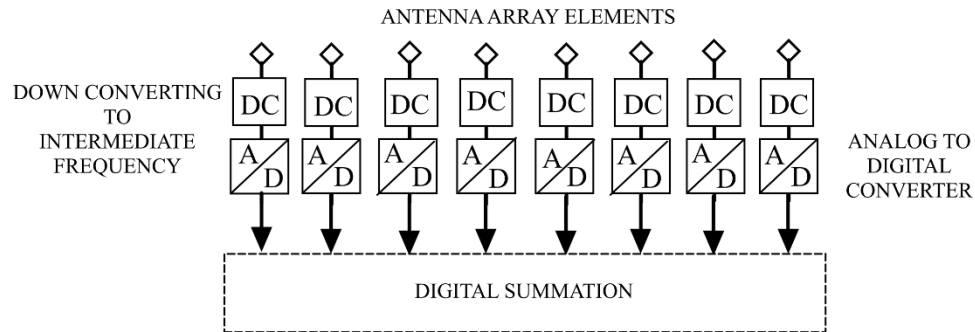 ANTENNA ARRAY ELEMENTS
DOWN CONVERTING
TO
INTERMEDIATE
FREQUENCY
DC DC DC DC DC DC DC DC
A/D A/D A/D A/D A/D A/D A/D A/D
ANALOG TO
DIGITAL
CONVERTER
DIGITAL SUMMATION